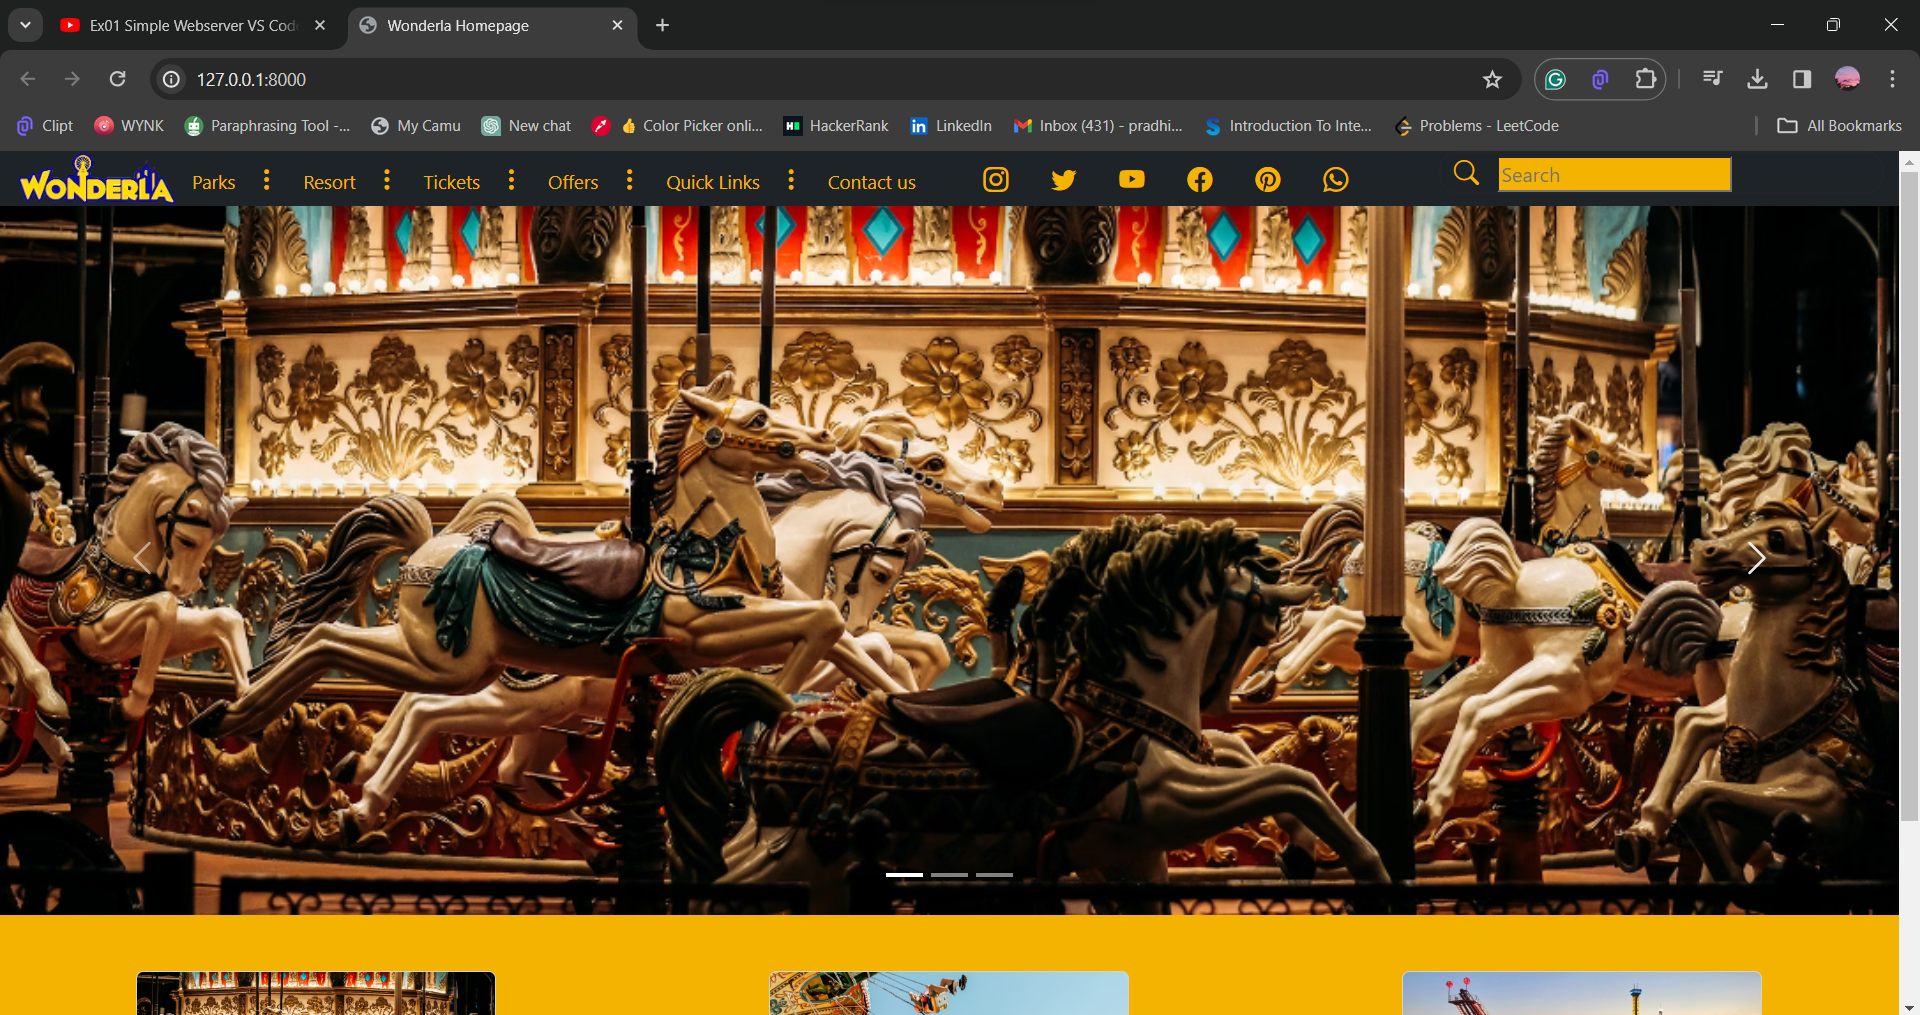 Ex01 Simple Webserver VS Cod
Wonderla Homepage
127.0.0.1:8000
Clipt
WYNK
Paraphrasing Tool -...
My Camu
New chat
👍 Color Picker onli...
HackerRank
LinkedIn
Inbox (431) - pradhi...
Introduction To Inte...
Problems - LeetCode
All Bookmarks
WONDERLA
Parks
Resort
Tickets
Offers
Quick Links
Contact us
Search